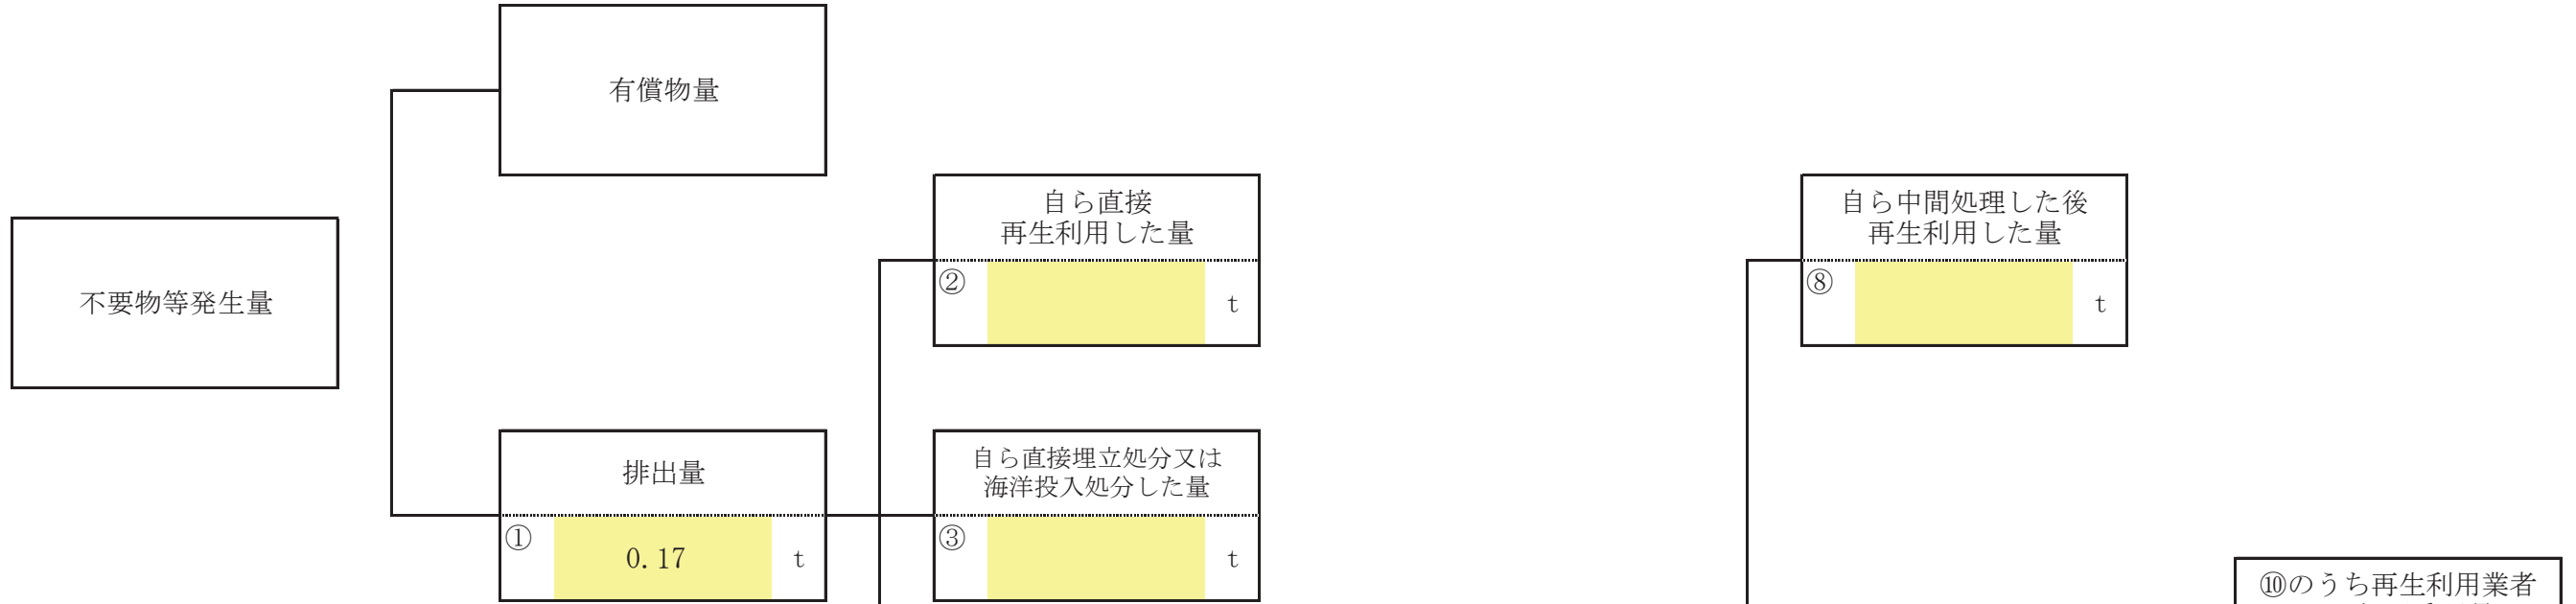 有償物量
自ら直接
再生利用した量
②
t
自ら中間処理した後
再生利用した量
⑧
t
不要物等発生量
排出量
①
0.17
t
自ら直接埋立処分又は
海洋投入処分した量
③
t
⑩のうち再生利用業者